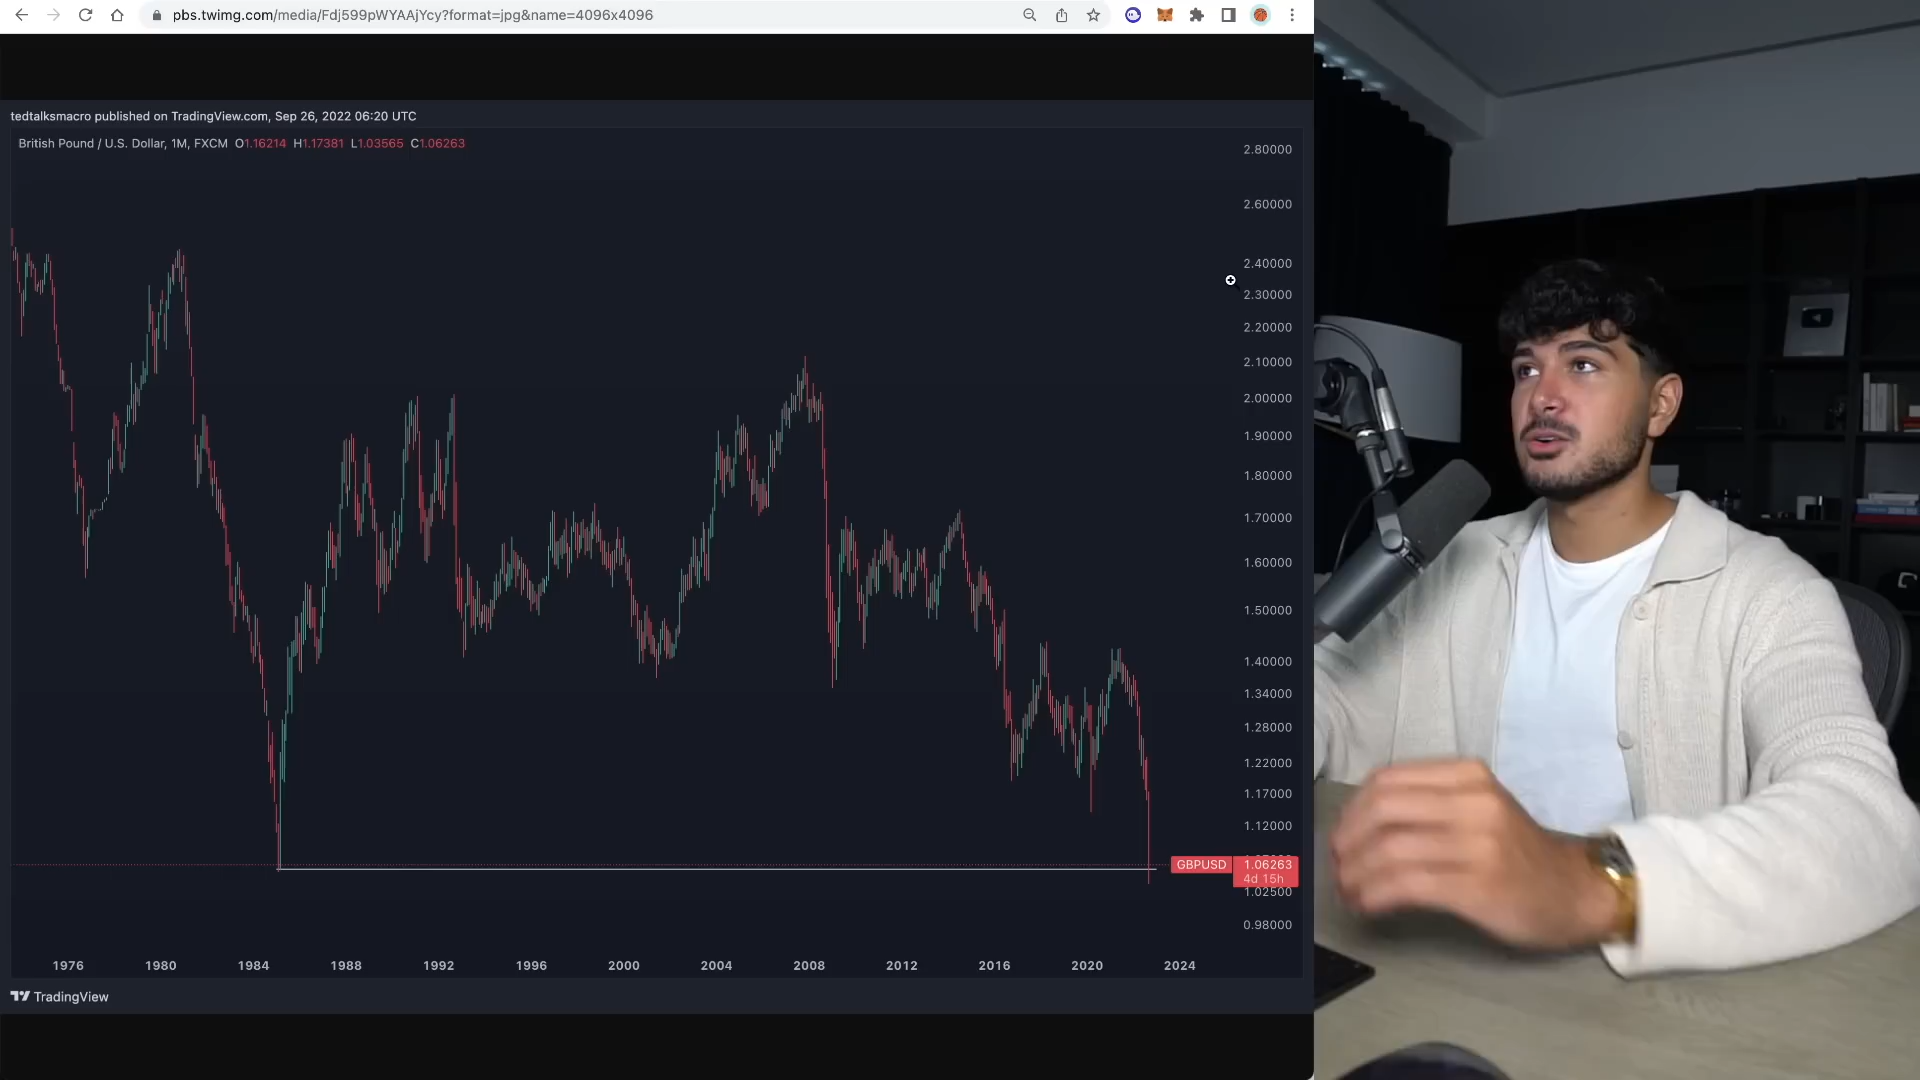 pbs.twimg.com/media/Fdj599pWYAAjYcy?format=jpg&name=4096x4096
tedtalksmacro published on TradingView.com, Sep 26, 2022 06:20 UTC
British Pound / U.S. Dollar, 1M, FXCM O1.16214 H1.17381 L1.03565 C1.06263
2.80000
2.60000
2.40000
2.30000
2.20000
2.10000
2.00000
1.90000
1.80000
1.70000
1.60000
1.50000
1.40000
1.34000
1.28000
1.22000
1.17000
1.12000
GBPUSD 1.06263
4d 15h
1.02500
0.98000
1976 1980 1984 1988 1992 1996 2000 2004 2008 2012 2016 2020 2024
TradingView